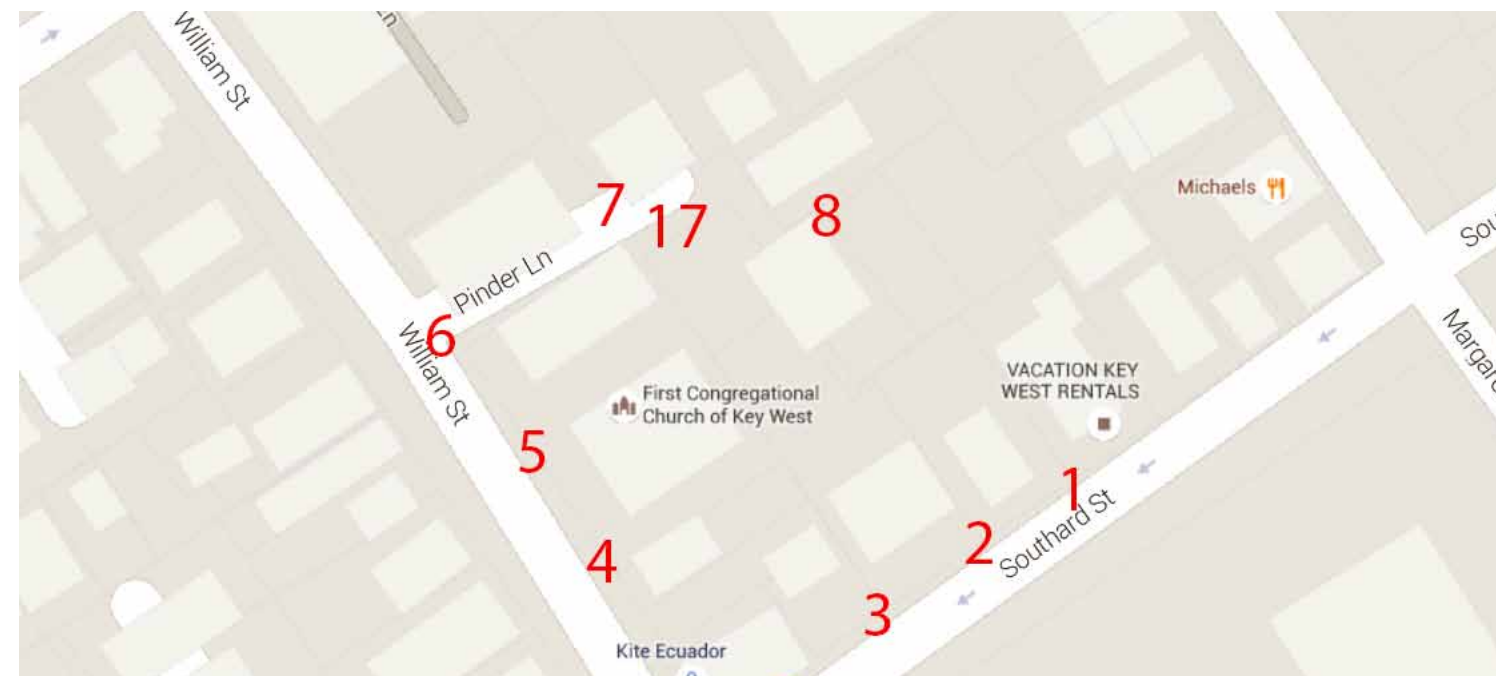 William St
Ln
7
17
8
Michaels
Pinder Ln
6
William St
First Congregational
Church of Key West
VACATION KEY
WEST RENTALS
5
1
Southard St
2
4
3
Kite Ecuador